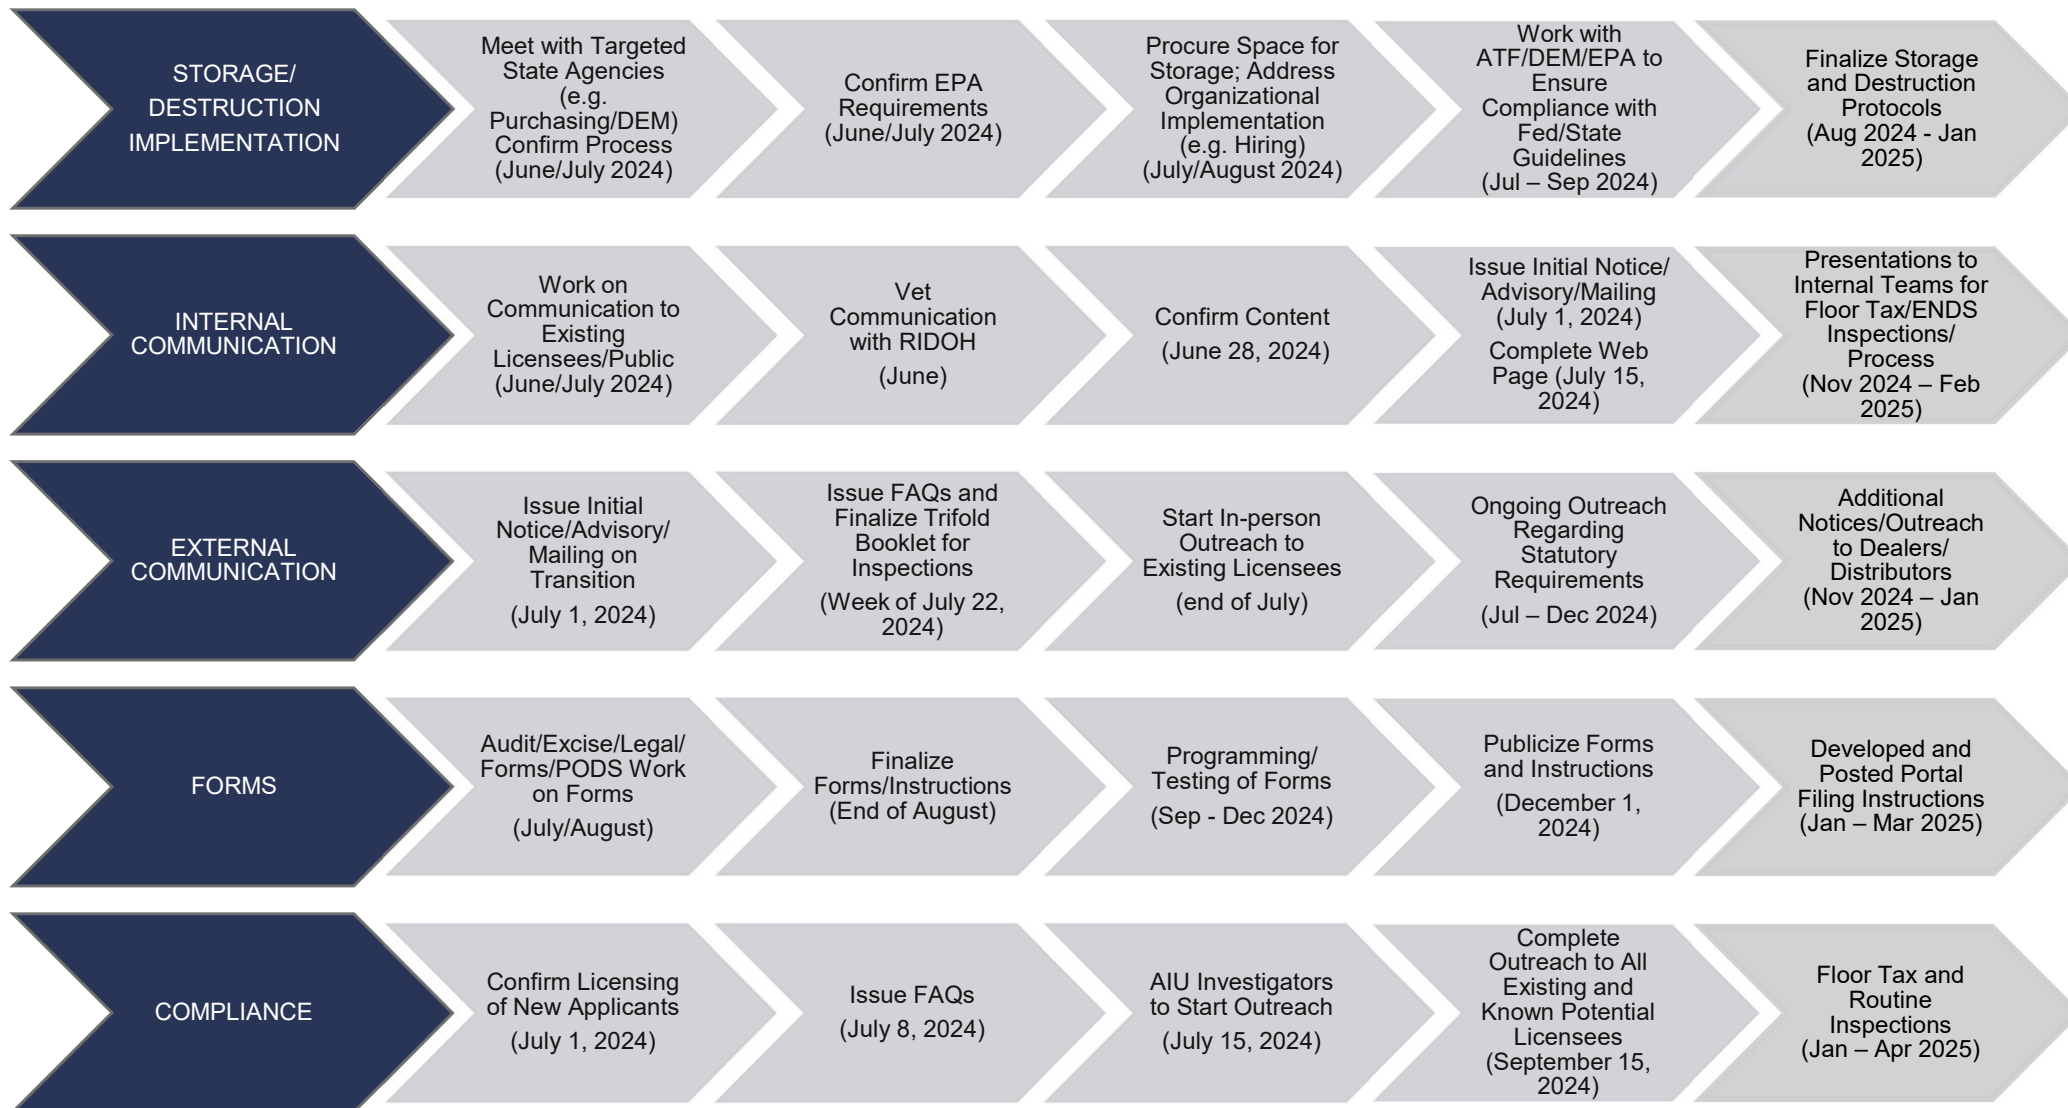 STORAGE/
DESTRUCTION
IMPLEMENTATION
Meet with Targeted
State Agencies
(e.g.
Purchasing/DEM)
Confirm Process
(June/July 2024)
Confirm EPA
Requirements
(June/July 2024)
Procure Space for
Storage; Address
Organizational
Implementation
(e.g. Hiring)
(July/August 2024)
Work with
ATF/DEM/EPA to
Ensure
Compliance with
Fed/State
Guidelines
(Jul – Sep 2024)
Finalize Storage
and Destruction
Protocols
(Aug 2024 - Jan
2025)
INTERNAL
COMMUNICATION
Work on
Communication to
Existing
Licensees/Public
(June/July 2024)
Vet
Communication
with RIDOH
(June)
Confirm Content
(June 28, 2024)
Issue Initial Notice/
Advisory/Mailing
(July 1, 2024)
Complete Web
Page (July 15,
2024)
Presentations to
Internal Teams for
Floor Tax/ENDS
Inspections/
Process
(Nov 2024 – Feb
2025)
EXTERNAL
COMMUNICATION
Issue Initial
Notice/Advisory/
Mailing on
Transition
(July 1, 2024)
Issue FAQs and
Finalize Trifold
Booklet for
Inspections
(Week of July 22,
2024)
Start In-person
Outreach to
Existing Licensees
(end of July)
Ongoing Outreach
Regarding
Statutory
Requirements
(Jul – Dec 2024)
Additional
Notices/Outreach
to Dealers/
Distributors
(Nov 2024 – Jan
2025)
FORMS
Audit/Excise/Legal/
Forms/PODS Work
on Forms
(July/August)
Finalize
Forms/Instructions
(End of August)
Programming/
Testing of Forms
(Sep - Dec 2024)
Publicize Forms
and Instructions
(December 1,
2024)
Developed and
Posted Portal
Filing Instructions
(Jan – Mar 2025)
COMPLIANCE
Confirm Licensing
of New Applicants
(July 1, 2024)
Issue FAQs
(July 8, 2024)
AIU Investigators
to Start Outreach
(July 15, 2024)
Complete
Outreach to All
Existing and
Known Potential
Licensees
(September 15,
2024)
Floor Tax and
Routine
Inspections
(Jan – Apr 2025)